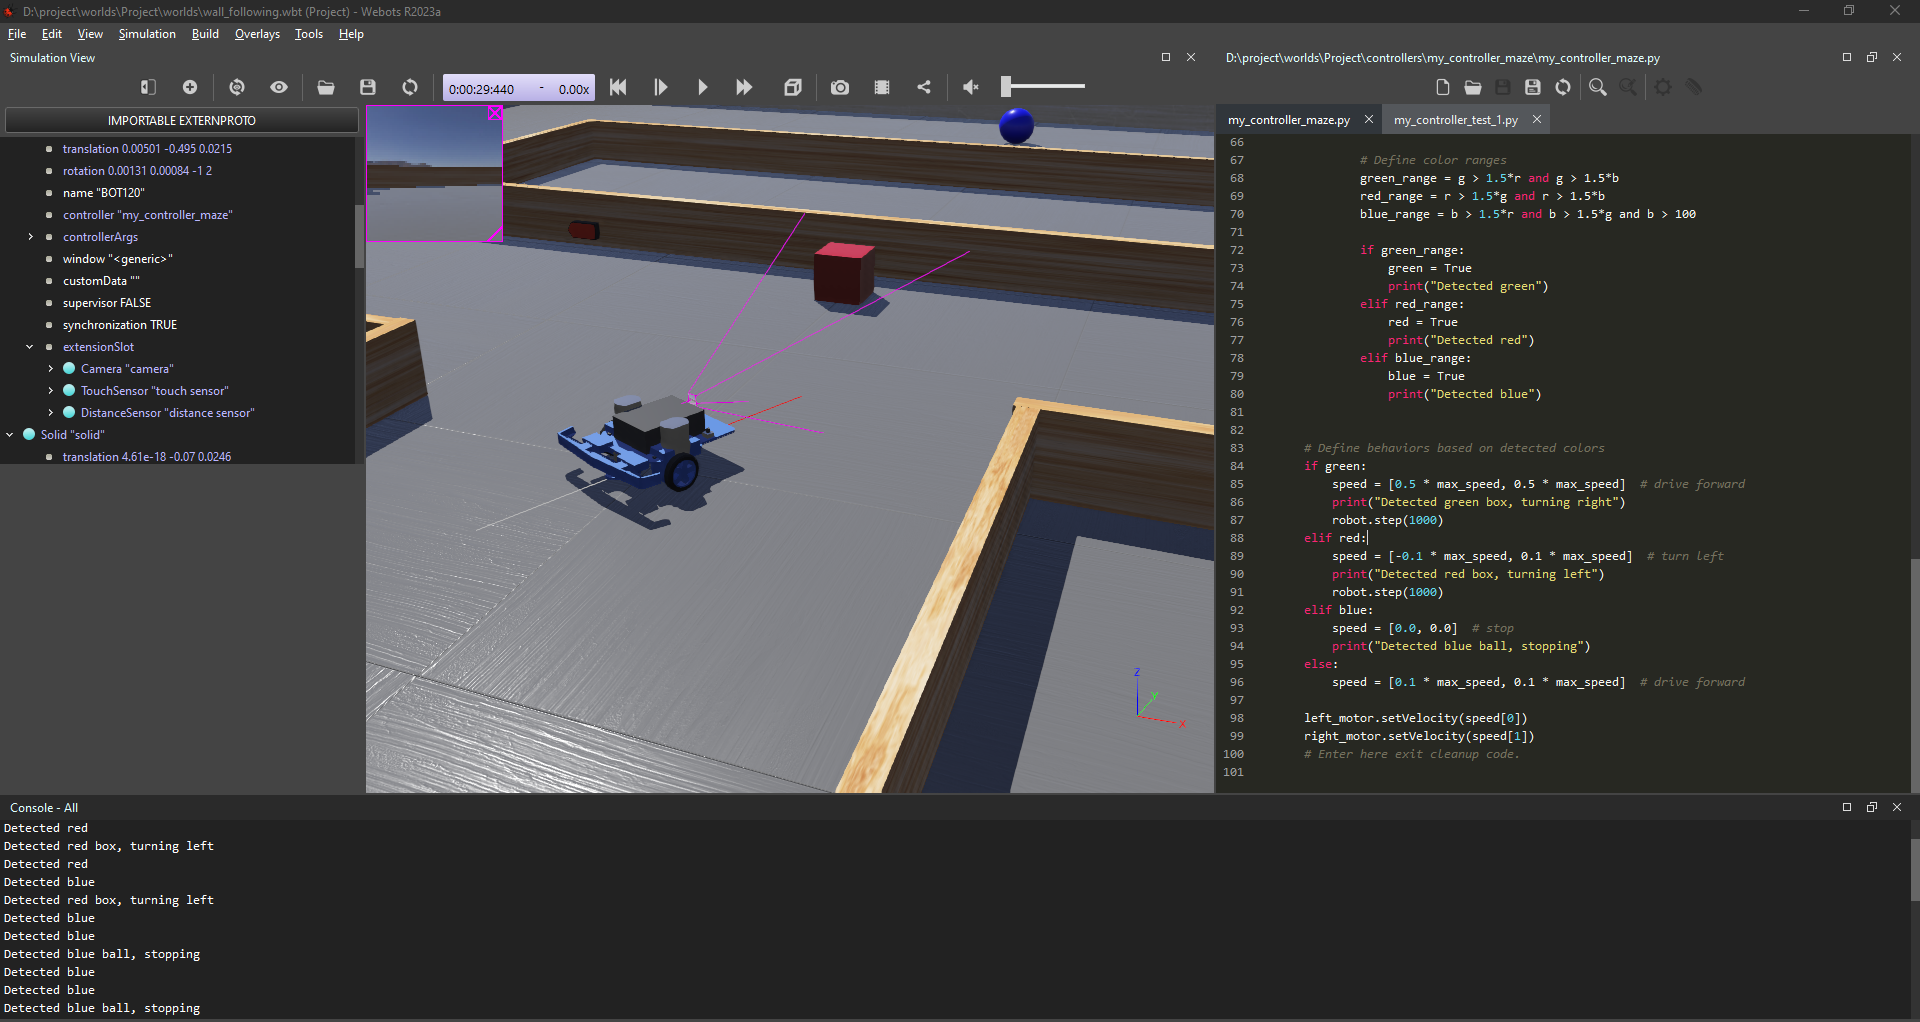 D:\project\worlds\Project\worlds\wall_following.wbt (Project) - Webots R2023a
File Edit View Simulation Build Overlays Tools Help
Simulation View
0:00:29:440 - 0.00x
IMPORTABLE EXTERNPROTO
translation 0.00501 -0.495 0.0215
rotation 0.00131 0.00084 -1 2
name "BOT120"
controller "my_controller_maze"
controllerArgs
window "<generic>"
customData ""
supervisor FALSE
synchronization TRUE
extensionSlot
Camera "camera"
TouchSensor "touch sensor"
DistanceSensor "distance sensor"
Solid "solid"
translation 4.61e-18 -0.07 0.0246
Z
Y
X
D:\project\worlds\Project\controllers\my_controller_maze\my_controller_maze.py
my_controller_maze.py my_controller_test_1.py
66
67 # Define color ranges
68 green_range = g > 1.5*r and g > 1.5*b
69 red_range = r > 1.5*g and r > 1.5*b
70 blue_range = b > 1.5*r and b > 1.5*g and b > 100
71
72 if green_range:
73 green = True
74 print("Detected green")
75 elif red_range:
76 red = True
77 print("Detected red")
78 elif blue_range:
79 blue = True
80 print("Detected blue")
81
82
83 # Define behaviors based on detected colors
84 if green:
85 speed = [0.5 * max_speed, 0.5 * max_speed] # drive forward
86 print("Detected green box, turning right")
87 robot.step(1000)
88 elif red:
89 speed = [-0.1 * max_speed, 0.1 * max_speed] # turn left
90 print("Detected red box, turning left")
91 robot.step(1000)
92 elif blue:
93 speed = [0.0, 0.0] # stop
94 print("Detected blue ball, stopping")
95 else:
96 speed = [0.1 * max_speed, 0.1 * max_speed] # drive forward
97
98 left_motor.setVelocity(speed[0])
99 right_motor.setVelocity(speed[1])
100 # Enter here exit cleanup code.
101
Console - All
Detected red
Detected red box, turning left
Detected red
Detected blue
Detected red box, turning left
Detected blue
Detected blue
Detected blue ball, stopping
Detected blue
Detected blue
Detected blue ball, stopping